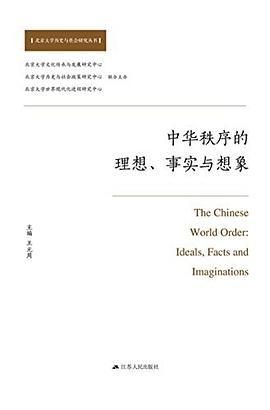 【北京大学历史与社会研究丛书】
北京大学文化传承与发展研究中心
北京大学历史与社会政策研究中心 联合主办
北京大学世界现代化进程研究中心
中华秩序的
理想、事实与想象
The Chinese
World Order:
Ideals, Facts and
Imaginations
主编 王元周
江苏人民出版社